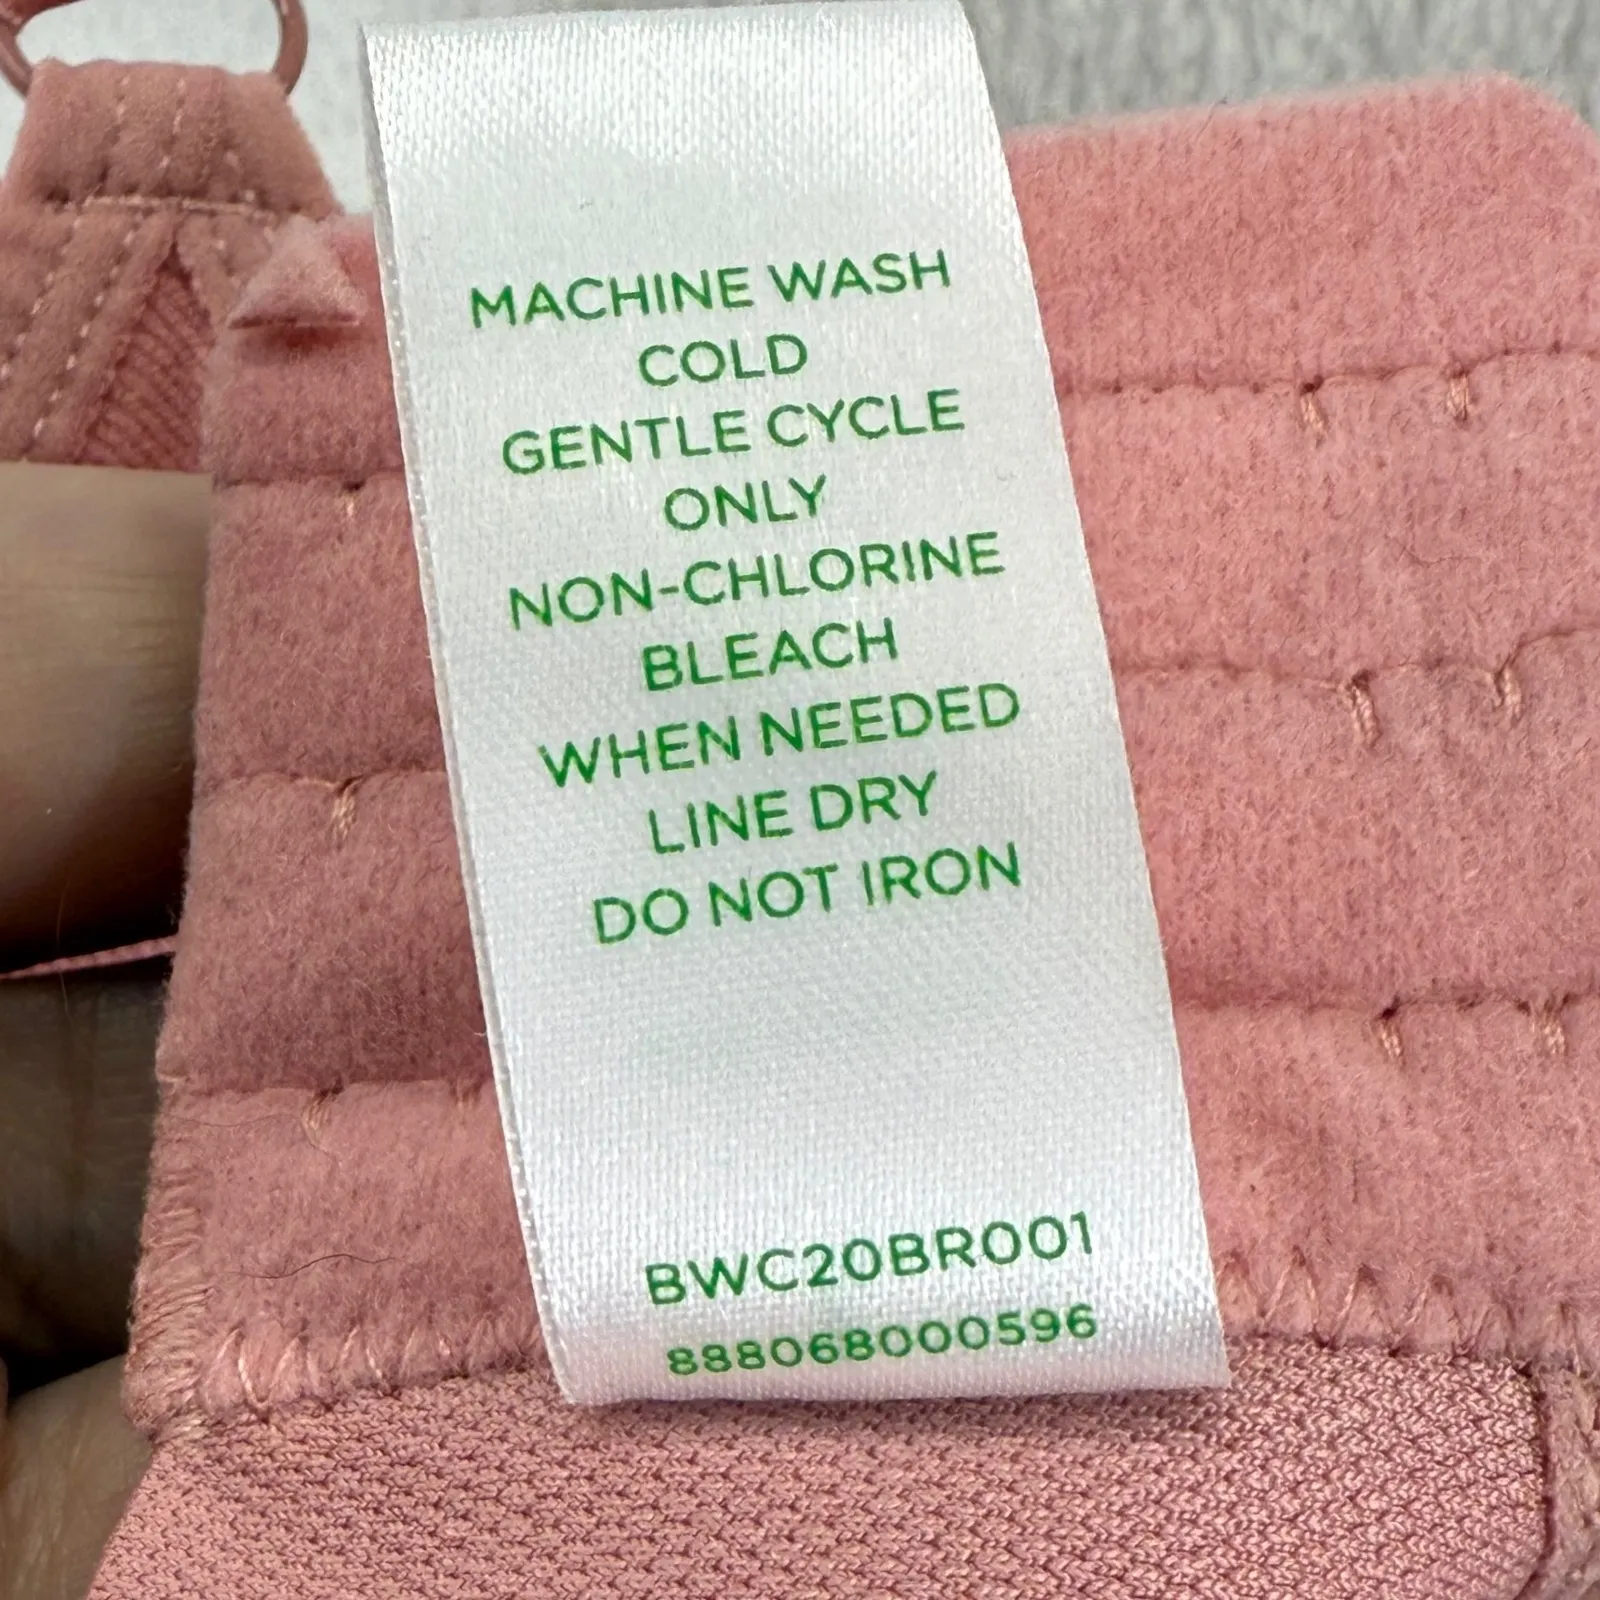 MACHINE WASH
COLD
GENTLE CYCLE
ONLY
NON-CHLORINE
BLEACH
WHEN NEEDED
LINE DRY
DO NOT IRON
BWC20BR001
888068000596